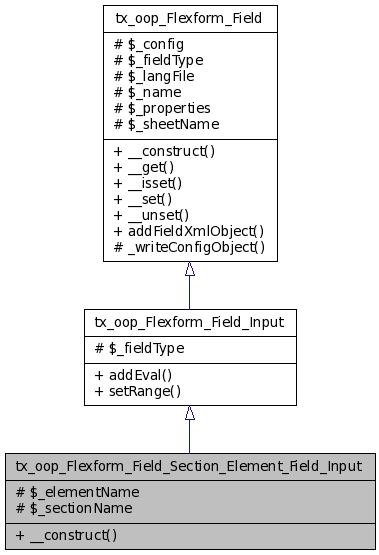 tx_oop_Flexform_Field
# $_config
# $_fieldType
# $_langFile
# $_name
# $_properties
# $_sheetName
+ __construct()
+ __get()
+ __isset()
+ __set()
+ __unset()
+ addFieldXmlObject()
# _writeConfigObject()
tx_oop_Flexform_Field_Input
# $_fieldType
+ addEval()
+ setRange()
tx_oop_Flexform_Field_Section_Element_Field_Input
# $_elementName
# $_sectionName
+ __construct()